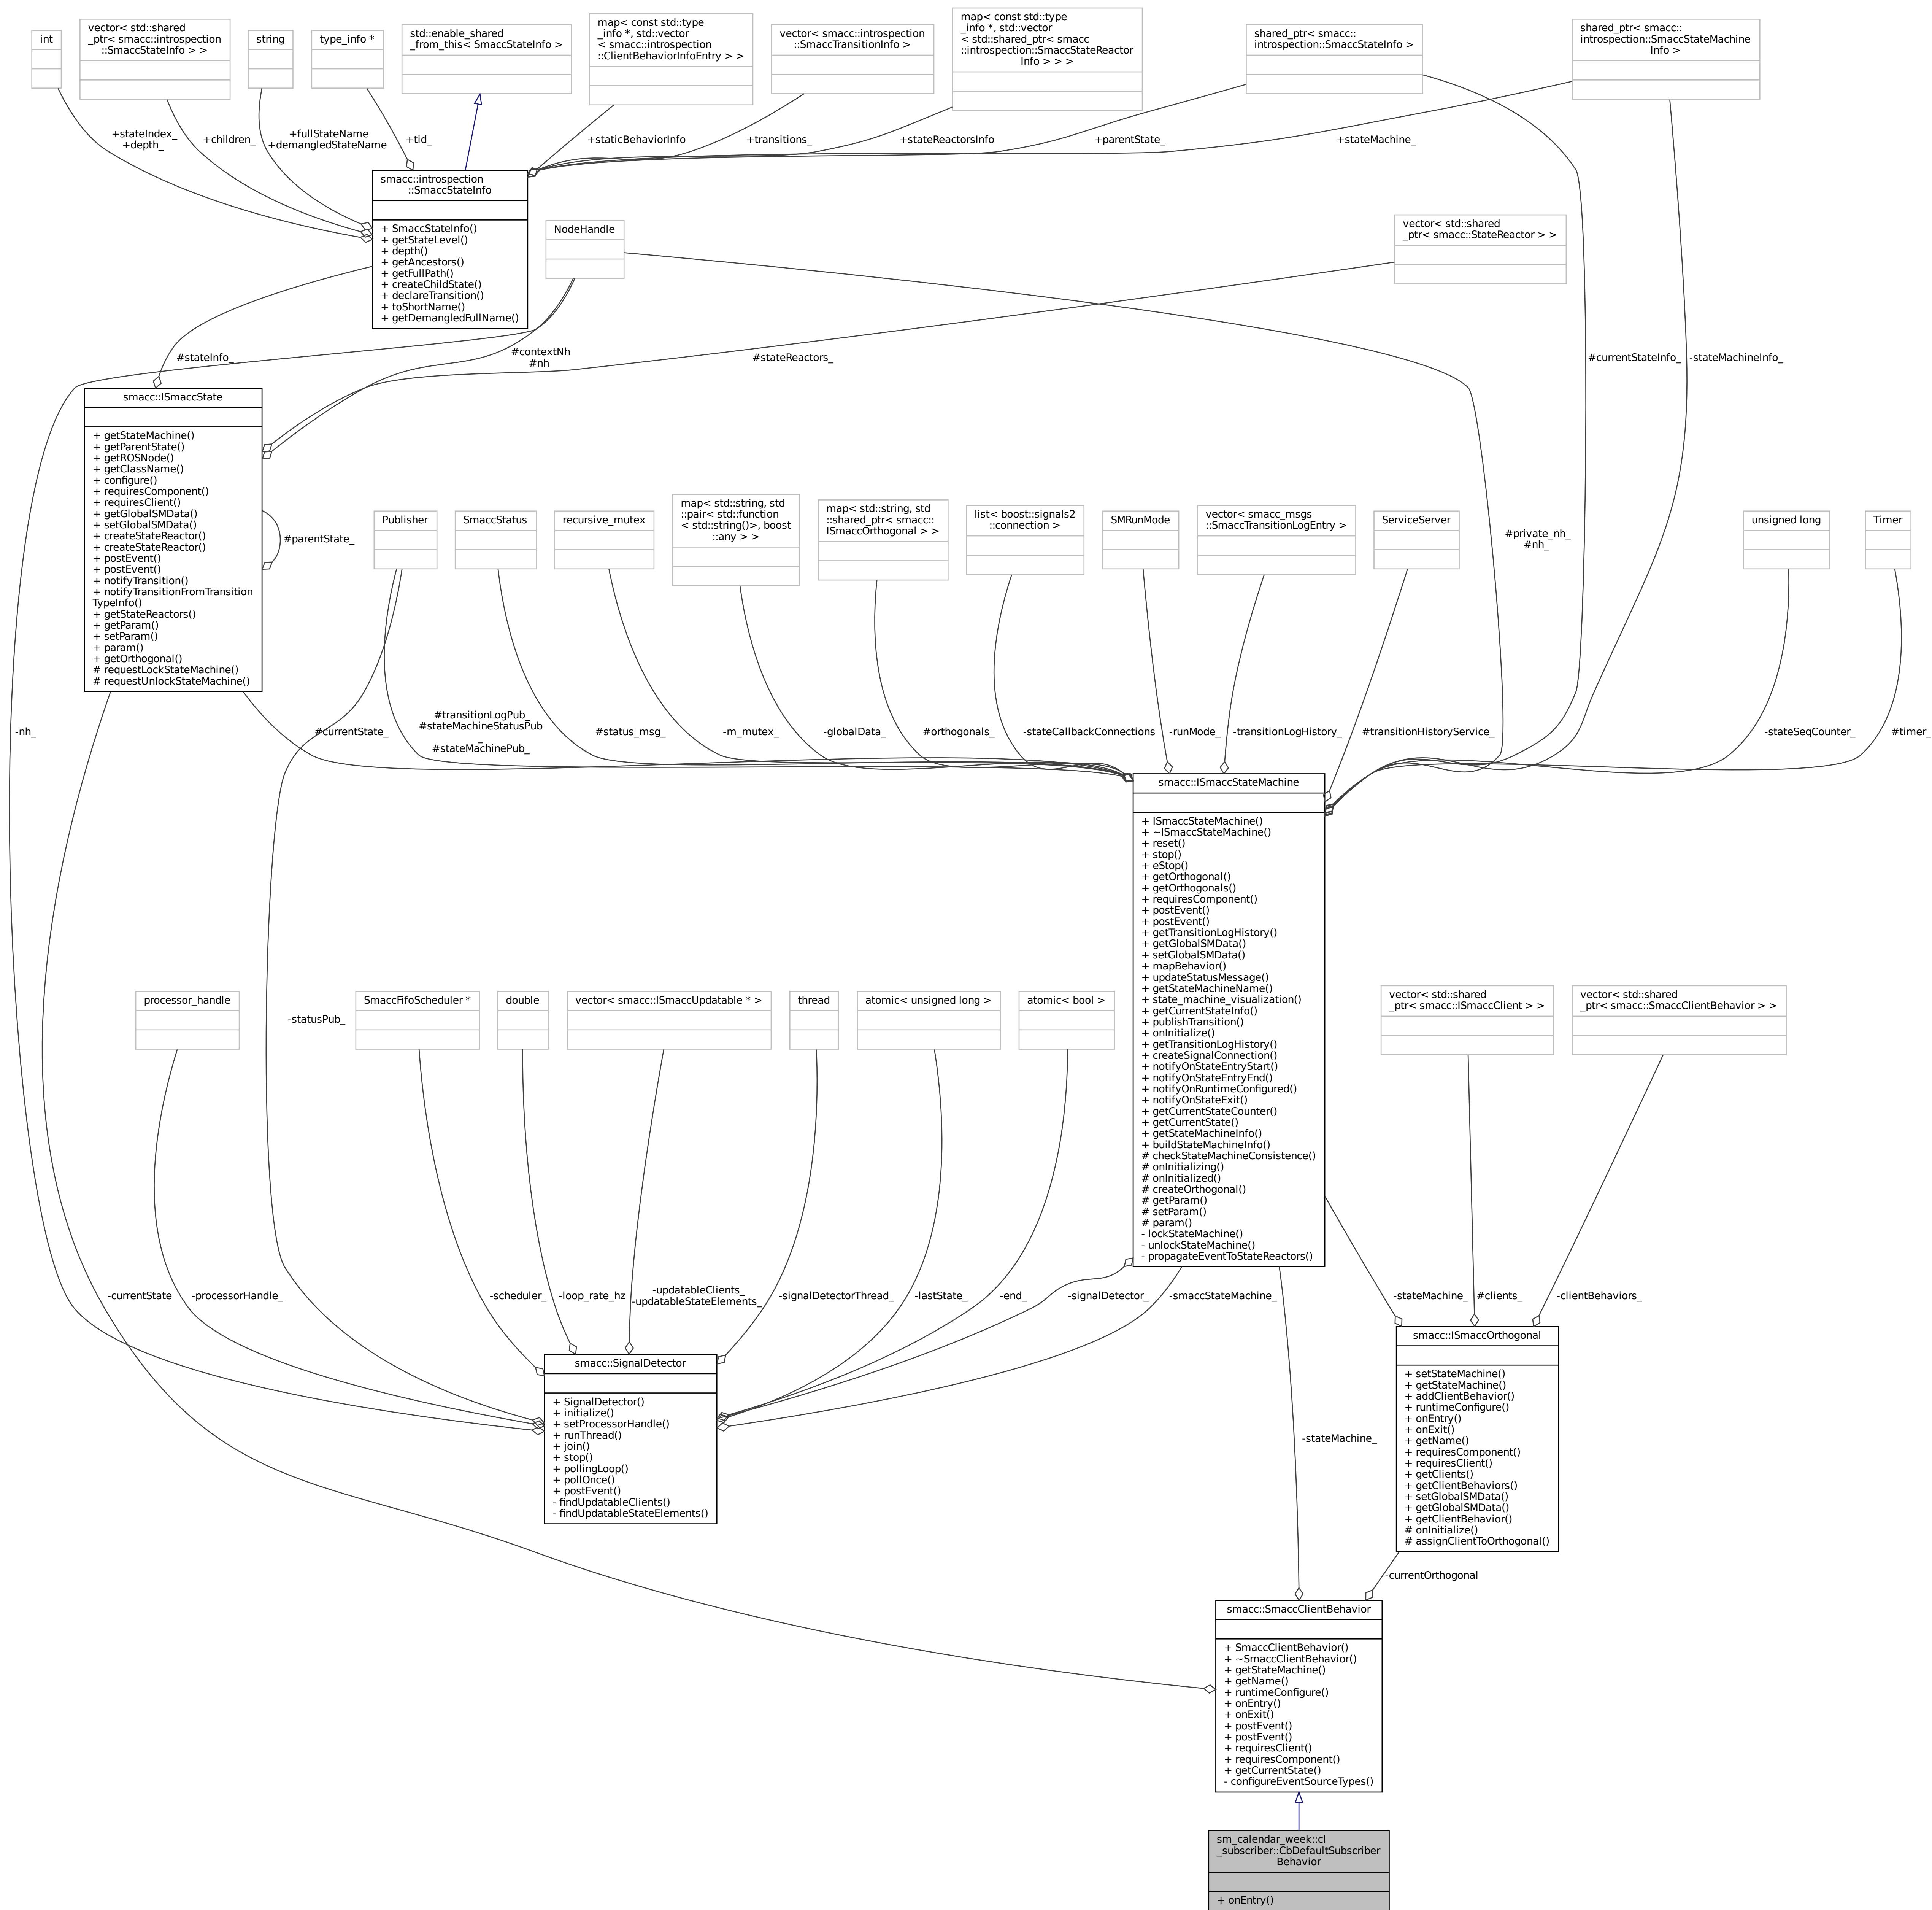 int
vector< std::shared
_ptr< smacc::introspection
::SmaccStateInfo > >
string
type_info *
std::enable_shared
_from_this< SmaccStateInfo >
map< const std::type
_info *, std::vector
< smacc::introspection
::ClientBehaviorInfoEntry > >
vector< smacc::introspection
::SmaccTransitionInfo >
map< const std::type
_info *, std::vector
< std::shared_ptr< smacc
::introspection::SmaccStateReactor
Info > > >
shared_ptr< smacc::
introspection::SmaccStateInfo >
shared_ptr< smacc::
introspection::SmaccStateMachine
Info >
+stateIndex_
+depth_
+children_
+fullStateName
+demangledStateName
+tid_
+staticBehaviorInfo
+transitions_
+stateReactorsInfo
+parentState_
+stateMachine_
smacc::introspection
::SmaccStateInfo
+ SmaccStateInfo()
+ getStateLevel()
+ depth()
+ getAncestors()
+ getFullPath()
+ createChildState()
+ declareTransition()
+ toShortName()
+ getDemangledFullName()
NodeHandle
vector< std::shared
_ptr< smacc::StateReactor > >
#stateInfo_
#contextNh
#nh
#stateReactors_
#currentStateInfo_
-stateMachineInfo_
smacc::ISmaccState
+ getStateMachine()
+ getParentState()
+ getROSNode()
+ getClassName()
+ configure()
+ requiresComponent()
+ requiresClient()
+ getGlobalSMData()
+ setGlobalSMData()
+ createStateReactor()
+ createStateReactor()
+ postEvent()
+ postEvent()
+ notifyTransition()
+ notifyTransitionFromTransition
TypeInfo()
+ getStateReactors()
+ getParam()
+ setParam()
+ param()
+ getOrthogonal()
# requestLockStateMachine()
# requestUnlockStateMachine()
#parentState_
Publisher
SmaccStatus
recursive_mutex
map< std::string, std
::pair< std::function
< std::string()>, boost
::any > >
map< std::string, std
::shared_ptr< smacc::
ISmaccOrthogonal > >
list< boost::signals2
::connection >
SMRunMode
vector< smacc_msgs
::SmaccTransitionLogEntry >
ServiceServer
#private_nh_
#nh_
unsigned long
Timer
-nh_
#currentState_
#transitionLogPub_
#stateMachineStatusPub
_
#stateMachinePub_
#status_msg_
-m_mutex_
-globalData_
#orthogonals_
-stateCallbackConnections
-runMode_
-transitionLogHistory_
#transitionHistoryService_
-stateSeqCounter_
#timer_
smacc::ISmaccStateMachine
+ ISmaccStateMachine()
+ ~ISmaccStateMachine()
+ reset()
+ stop()
+ eStop()
+ getOrthogonal()
+ getOrthogonals()
+ requiresComponent()
+ postEvent()
+ postEvent()
+ getTransitionLogHistory()
+ getGlobalSMData()
+ setGlobalSMData()
+ mapBehavior()
+ updateStatusMessage()
+ getStateMachineName()
+ state_machine_visualization()
+ getCurrentStateInfo()
+ publishTransition()
+ onInitialize()
+ getTransitionLogHistory()
+ createSignalConnection()
+ notifyOnStateEntryStart()
+ notifyOnStateEntryEnd()
+ notifyOnRuntimeConfigured()
+ notifyOnStateExit()
+ getCurrentStateCounter()
+ getCurrentState()
+ getStateMachineInfo()
+ buildStateMachineInfo()
# checkStateMachineConsistence()
# onInitializing()
# onInitialized()
# createOrthogonal()
# getParam()
# setParam()
# param()
- lockStateMachine()
- unlockStateMachine()
- propagateEventToStateReactors()
processor_handle
-statusPub_
SmaccFifoScheduler *
double
vector< smacc::ISmaccUpdatable * >
thread
atomic< unsigned long >
atomic< bool >
vector< std::shared
_ptr< smacc::ISmaccClient > >
vector< std::shared
_ptr< smacc::SmaccClientBehavior > >
-currentState
-processorHandle_
-scheduler_
-loop_rate_hz
-updatableClients_
-updatableStateElements_
-signalDetectorThread_
-lastState_
-end_
-signalDetector_
-smaccStateMachine_
-stateMachine_
#clients_
-clientBehaviors_
smacc::SignalDetector
+ SignalDetector()
+ initialize()
+ setProcessorHandle()
+ runThread()
+ join()
+ stop()
+ pollingLoop()
+ pollOnce()
+ postEvent()
- findUpdatableClients()
- findUpdatableStateElements()
smacc::ISmaccOrthogonal
+ setStateMachine()
+ getStateMachine()
+ addClientBehavior()
+ runtimeConfigure()
+ onEntry()
+ onExit()
+ getName()
+ requiresComponent()
+ requiresClient()
+ getClients()
+ getClientBehaviors()
+ setGlobalSMData()
+ getGlobalSMData()
+ getClientBehavior()
# onInitialize()
# assignClientToOrthogonal()
-stateMachine_
-currentOrthogonal
smacc::SmaccClientBehavior
+ SmaccClientBehavior()
+ ~SmaccClientBehavior()
+ getStateMachine()
+ getName()
+ runtimeConfigure()
+ onEntry()
+ onExit()
+ postEvent()
+ postEvent()
+ requiresClient()
+ requiresComponent()
+ getCurrentState()
- configureEventSourceTypes()
sm_calendar_week::cl
_subscriber::CbDefaultSubscriber
Behavior
+ onEntry()